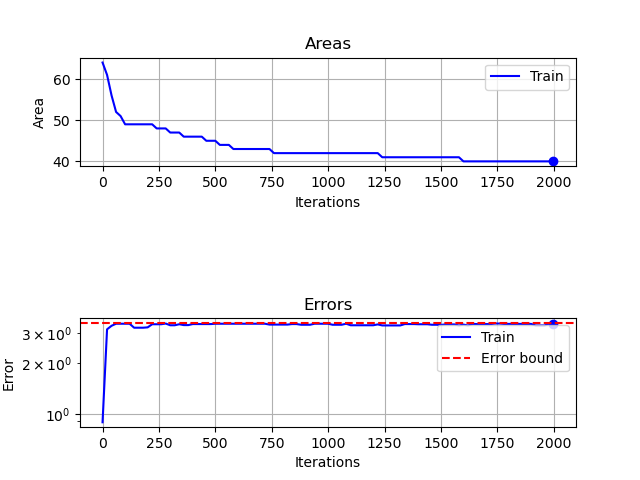 Areas
Train
60
50
40
Area
0 250 500 750 1000 1250 1500 1750 2000
Iterations
Errors
Train
Error bound
3 × 10⁰
2 × 10⁰
10⁰
Error
0 250 500 750 1000 1250 1500 1750 2000
Iterations